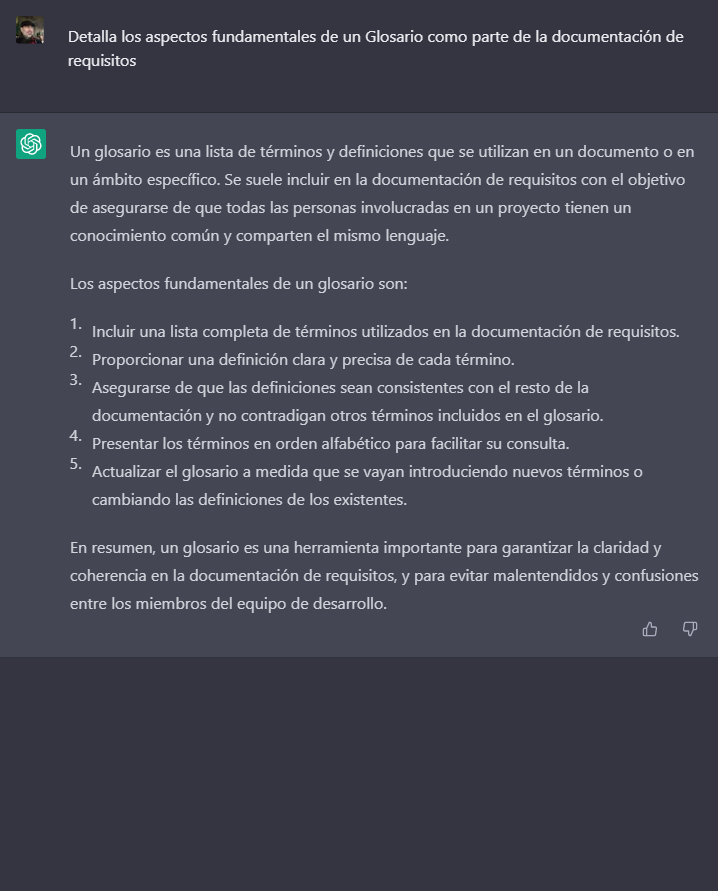 Detalla los aspectos fundamentales de un Glosario como parte de la documentación de
requisitos
Un glosario es una lista de términos y definiciones que se utilizan en un documento o en
un ámbito específico. Se suele incluir en la documentación de requisitos con el objetivo
de asegurarse de que todas las personas involucradas en un proyecto tienen un
conocimiento común y comparten el mismo lenguaje.
Los aspectos fundamentales de un glosario son:
1. Incluir una lista completa de términos utilizados en la documentación de requisitos.
2. Proporcionar una definición clara y precisa de cada término.
3. Asegurarse de que las definiciones sean consistentes con el resto de la
documentación y no contradigan otros términos incluidos en el glosario.
4. Presentar los términos en orden alfabético para facilitar su consulta.
5. Actualizar el glosario a medida que se vayan introduciendo nuevos términos o
cambiando las definiciones de los existentes.
En resumen, un glosario es una herramienta importante para garantizar la claridad y
coherencia en la documentación de requisitos, y para evitar malentendidos y confusiones
entre los miembros del equipo de desarrollo.